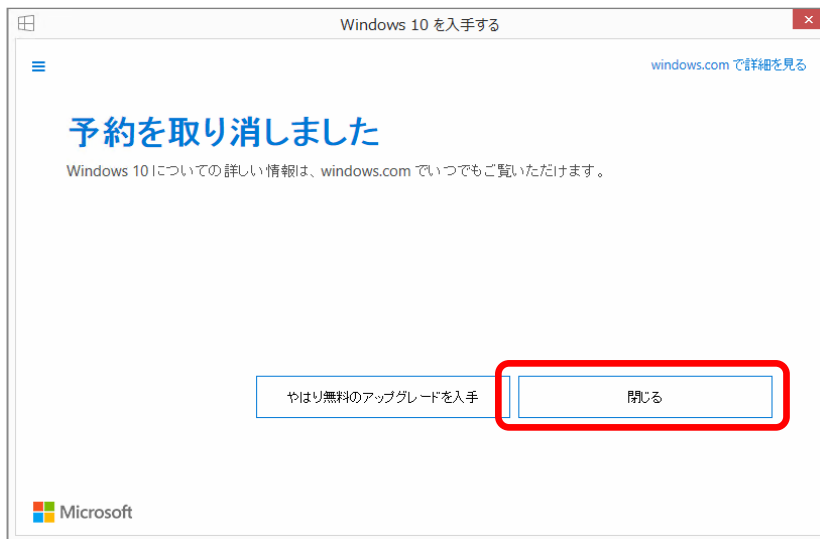 Windows 10 を入手する
windows.com で詳細を見る
予約を取り消しました
Windows 10 についての詳しい情報は、windows.com でいつでもご覧いただけます。
やはり無料のアップグレードを入手
閉じる
Microsoft